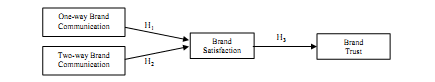 One-way Brand
Communication
H1
Two-way Brand
Communication
H2
Brand
Satisfaction
H3
Brand
Trust